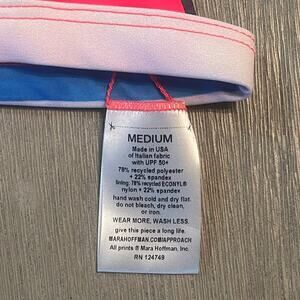 MEDIUM
Made in USA
of Italian fabric
with UPF 50+
78% recycled polyester
+ 22% spandex
lining: 78% recycled ECONYL®
nylon + 22% spandex
hand wash cold and dry flat.
do not bleach, dry clean,
or iron.
WEAR MORE, WASH LESS.
give this piece a long life.
MARAHOFFMAN.COM/APPROACH
All prints @ Mara Hoffman, Inc.
RN 124749